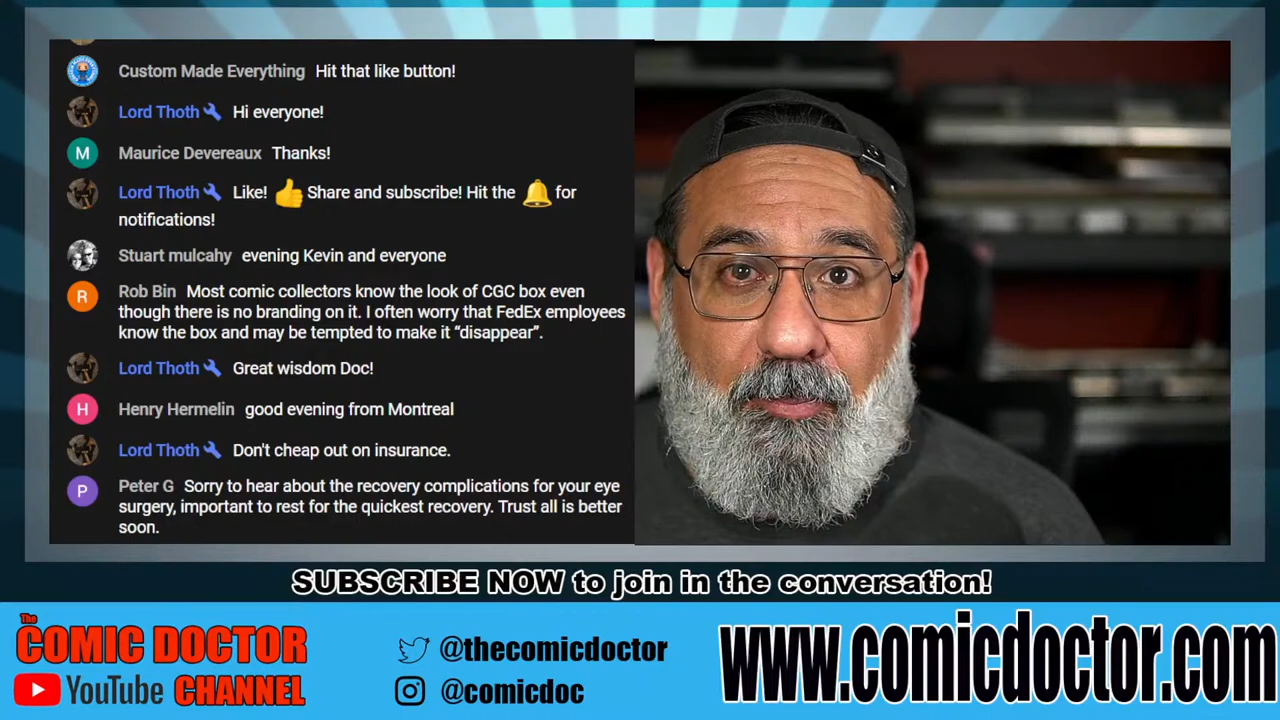 Custom Made Everything Hit that like button!
Lord Thoth Hi everyone!
M Maurice Devereaux Thanks!
Lord Thoth Like! 👍 Share and subscribe! Hit the 🔔 for
notifications!
Stuart mulcahy evening Kevin and everyone
R Rob Bin Most comic collectors know the look of CGC box even
though there is no branding on it. I often worry that FedEx employees
know the box and may be tempted to make it “disappear”.
Lord Thoth Great wisdom Doc!
H Henry Hermelin good evening from Montreal
Lord Thoth Don't cheap out on insurance.
P Peter G Sorry to hear about the recovery complications for your eye
surgery, important to rest for the quickest recovery. Trust all is better
soon.
SUBSCRIBE NOW to join in the conversation!
The
COMIC DOCTOR
YouTube CHANNEL
@thecomicdoctor
@comicdoc
www.comicdoctor.com